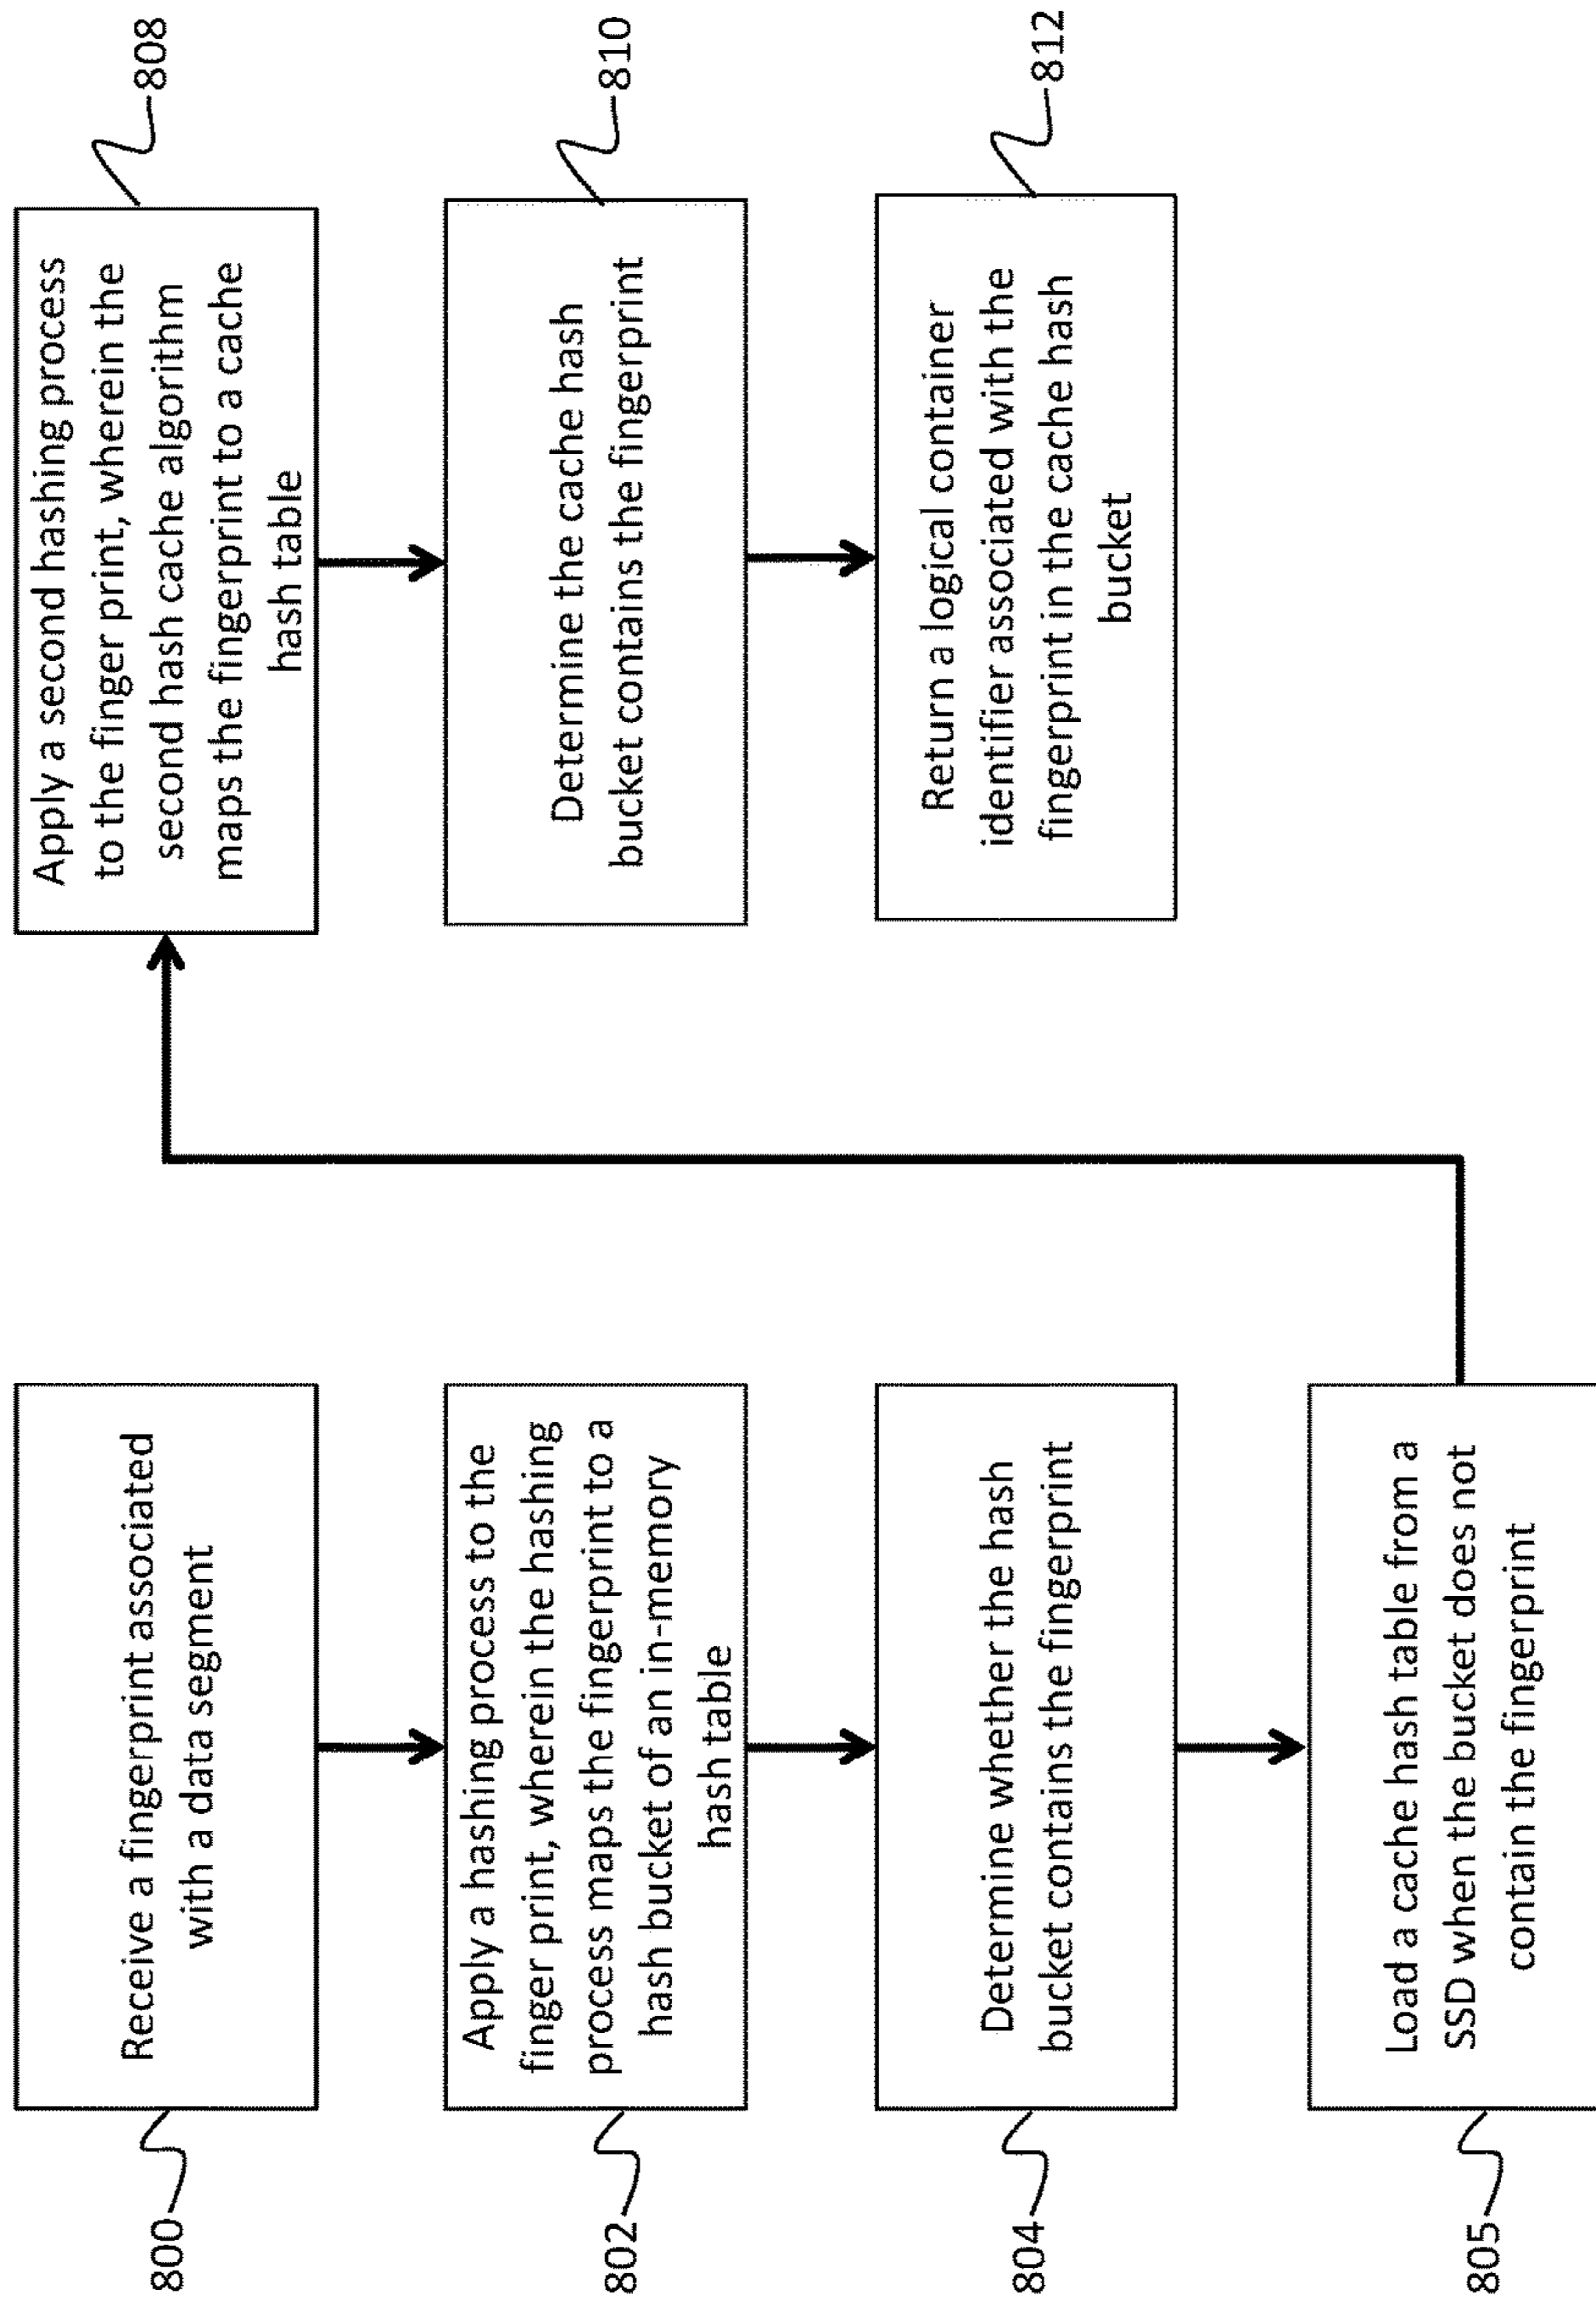 800
Receive a fingerprint associated
with a data segment
802
Apply a hashing process to the
finger print, wherein the hashing
process maps the fingerprint to a
hash bucket of an in-memory
hash table
804
Determine whether the hash
bucket contains the fingerprint
805
Load a cache hash table from a
SSD when the bucket does not
contain the fingerprint
808
Apply a second hashing process
to the finger print, wherein the
second hash cache algorithm
maps the fingerprint to a cache
hash table
810
Determine the cache hash
bucket contains the fingerprint
812
Return a logical container
identifier associated with the
fingerprint in the cache hash
bucket